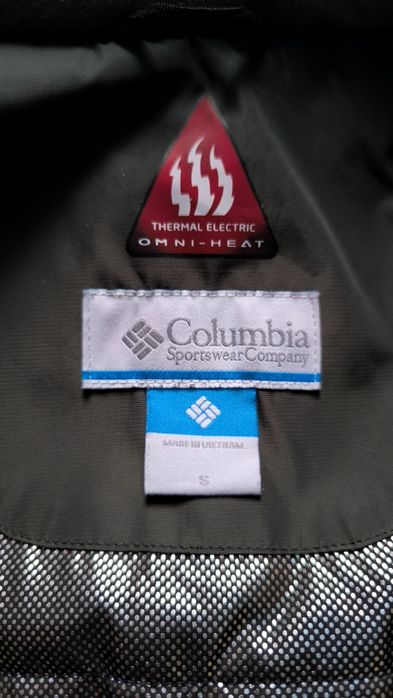 THERMAL ELECTRIC
OMNI-HEAT
Columbia
Sportswear Company
MADE IN VIETNAM
S